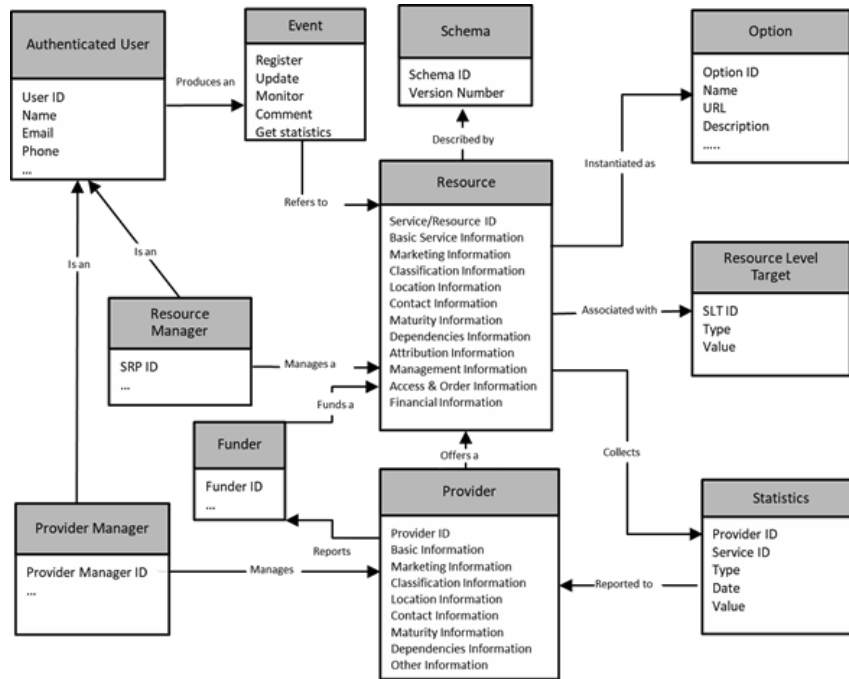 Authenticated User
User ID
Name
Email
Phone
...
Produces an
Event
Register
Update
Monitor
Comment
Get statistics
Schema
Schema ID
Version Number
Option
Option ID
Name
URL
Description
.....
Described by
Instantiated as
Refers to
Resource
Service/Resource ID
Basic Service Information
Marketing Information
Classification Information
Location Information
Contact Information
Maturity Information
Dependencies Information
Attribution Information
Management Information
Access & Order Information
Financial Information
Is an
Is an
Resource
Manager
SRP ID
...
Manages a
Associated with
Resource Level
Target
SLT ID
Type
Value
Funds a
Funder
Funder ID
...
Offers a
Collects
Provider Manager
Provider Manager ID
...
Reports
Manages
Provider
Provider ID
Basic Information
Marketing Information
Classification Information
Location Information
Contact Information
Maturity Information
Dependencies Information
Other Information
Reported to
Statistics
Provider ID
Service ID
Type
Date
Value